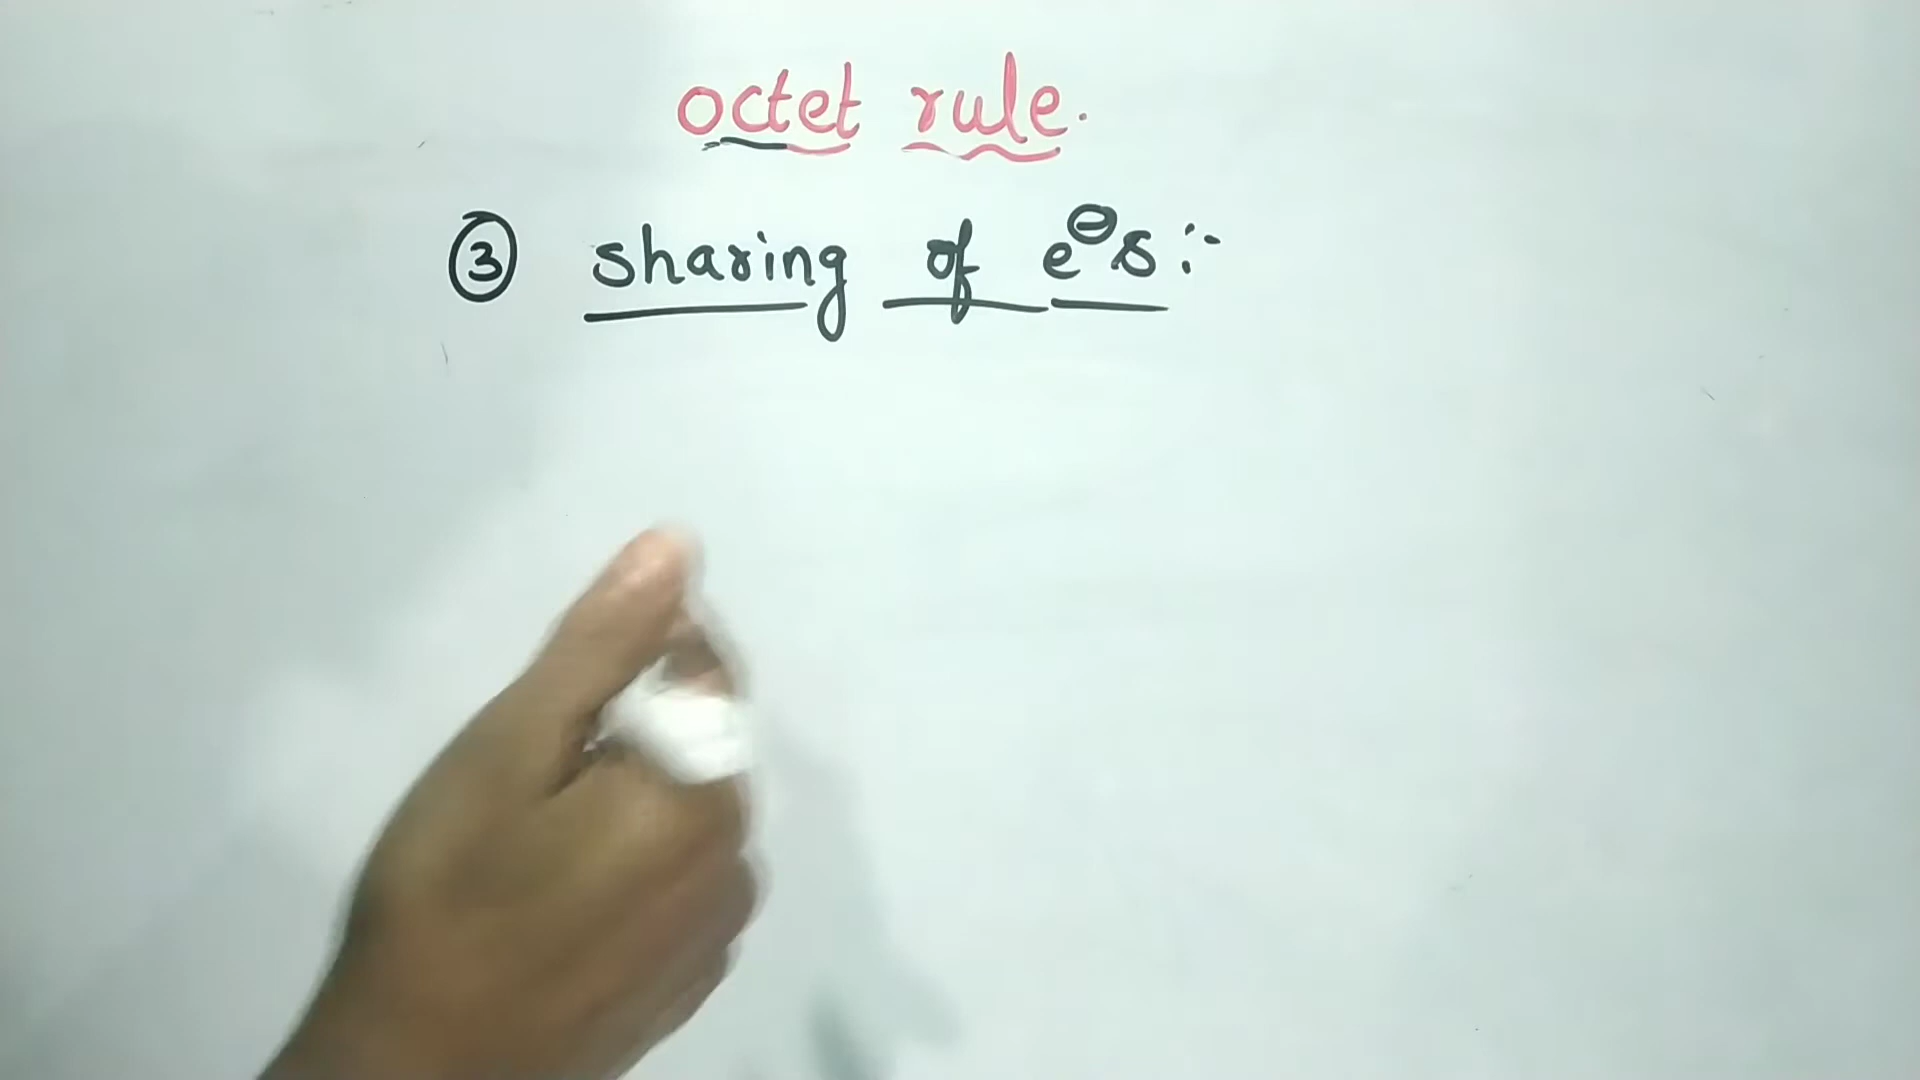 octet rule.
③ sharing of e⊖s :-